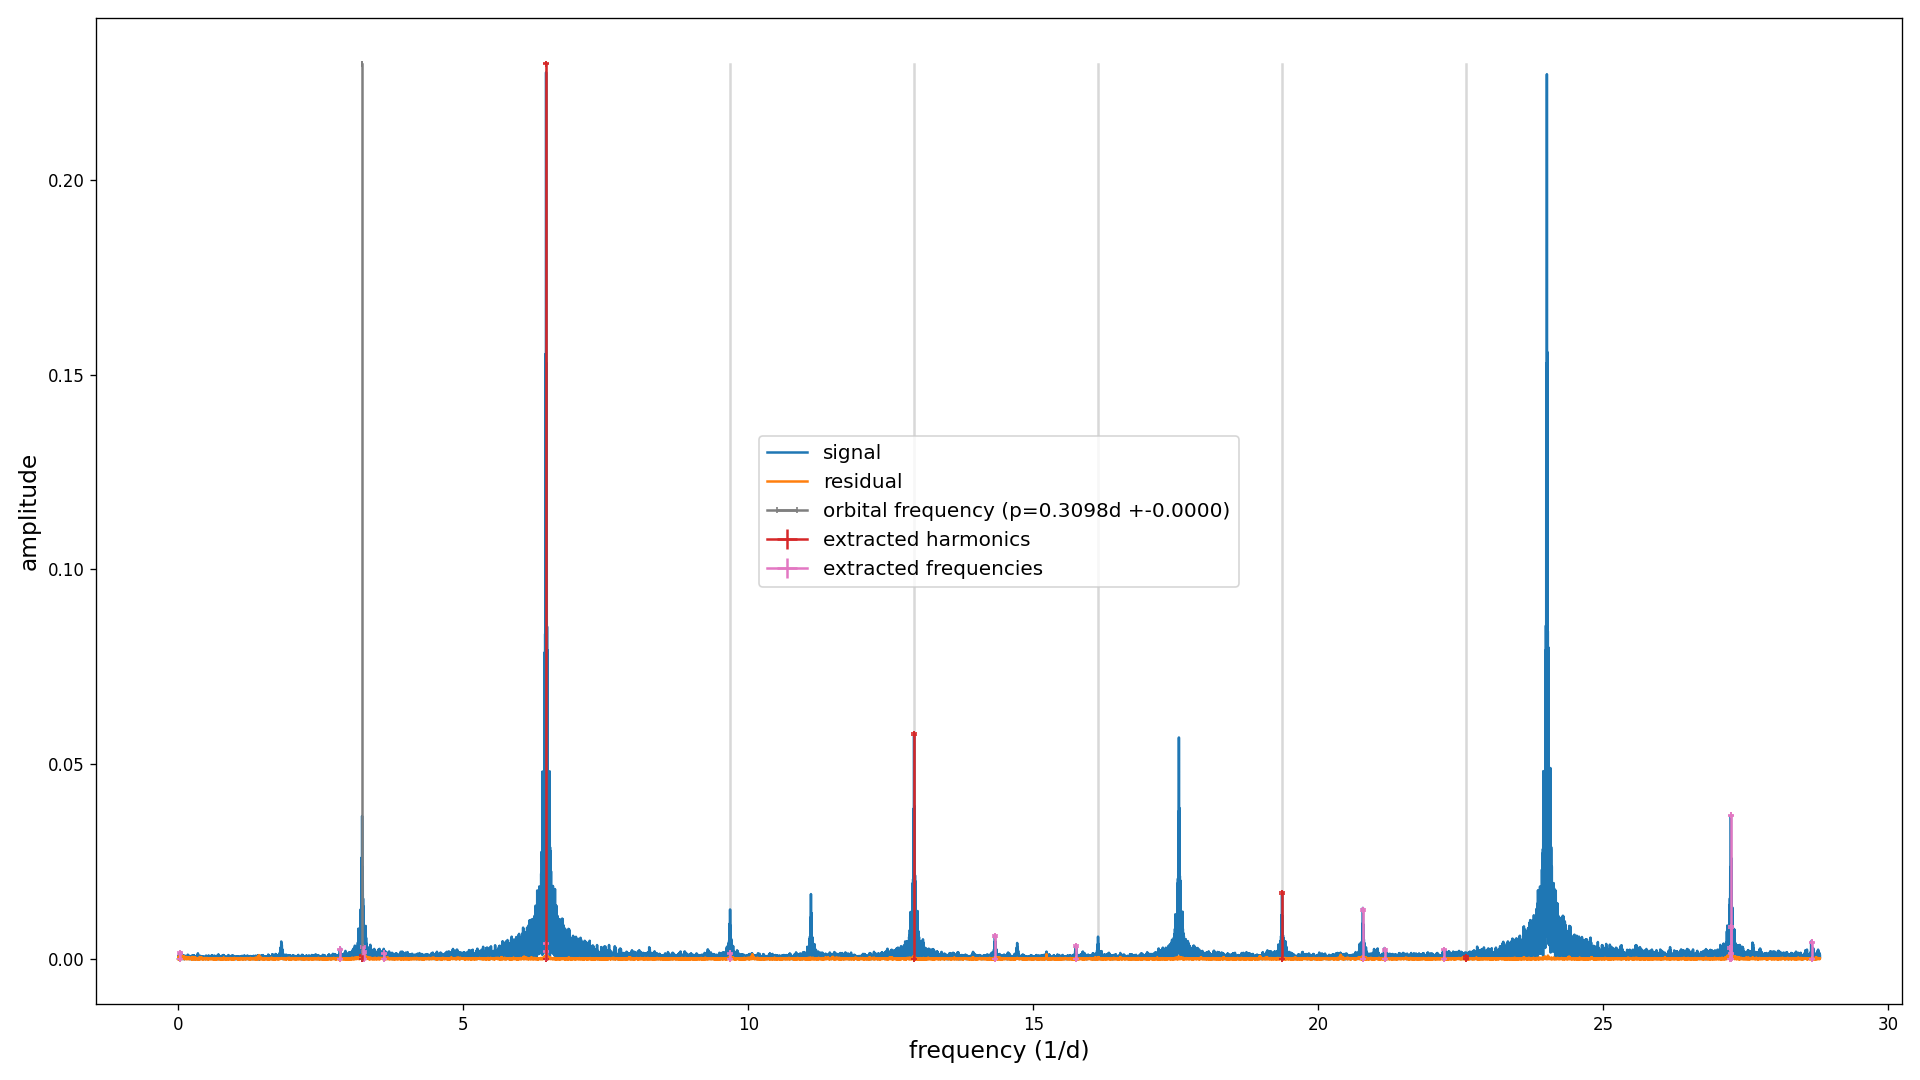 0.20
0.15
0.10
0.05
0.00
amplitude
signal
residual
orbital frequency (p=0.3098d +-0.0000)
extracted harmonics
extracted frequencies
0 5 10 15 20 25 30
frequency (1/d)